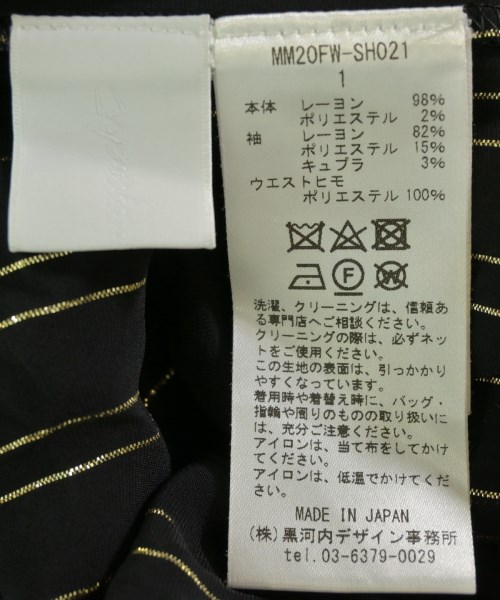 MM20FW-SH021
1
本体 レーヨン 98%
ポリエステル 2%
袖 レーヨン 82%
ポリエステル 15%
キュプラ 3%
ウエストヒモ
ポリエステル 100%
F
W
洗濯、クリーニングは、信頼あ
る専門店へご相談ください。
クリーニングの際は、必ずネッ
トをご使用ください。
この生地の表面は、引っかかり
やすくなっています。
着用時や着替え時に、バッグ・
指輪や周りのものの取り扱いに
は、充分ご注意ください。
アイロンは、当て布をしてかけ
てください。
アイロンは、低温でかけてくだ
さい。
MADE IN JAPAN
(株)黒河内デザイン事務所
tel.03-6379-0029